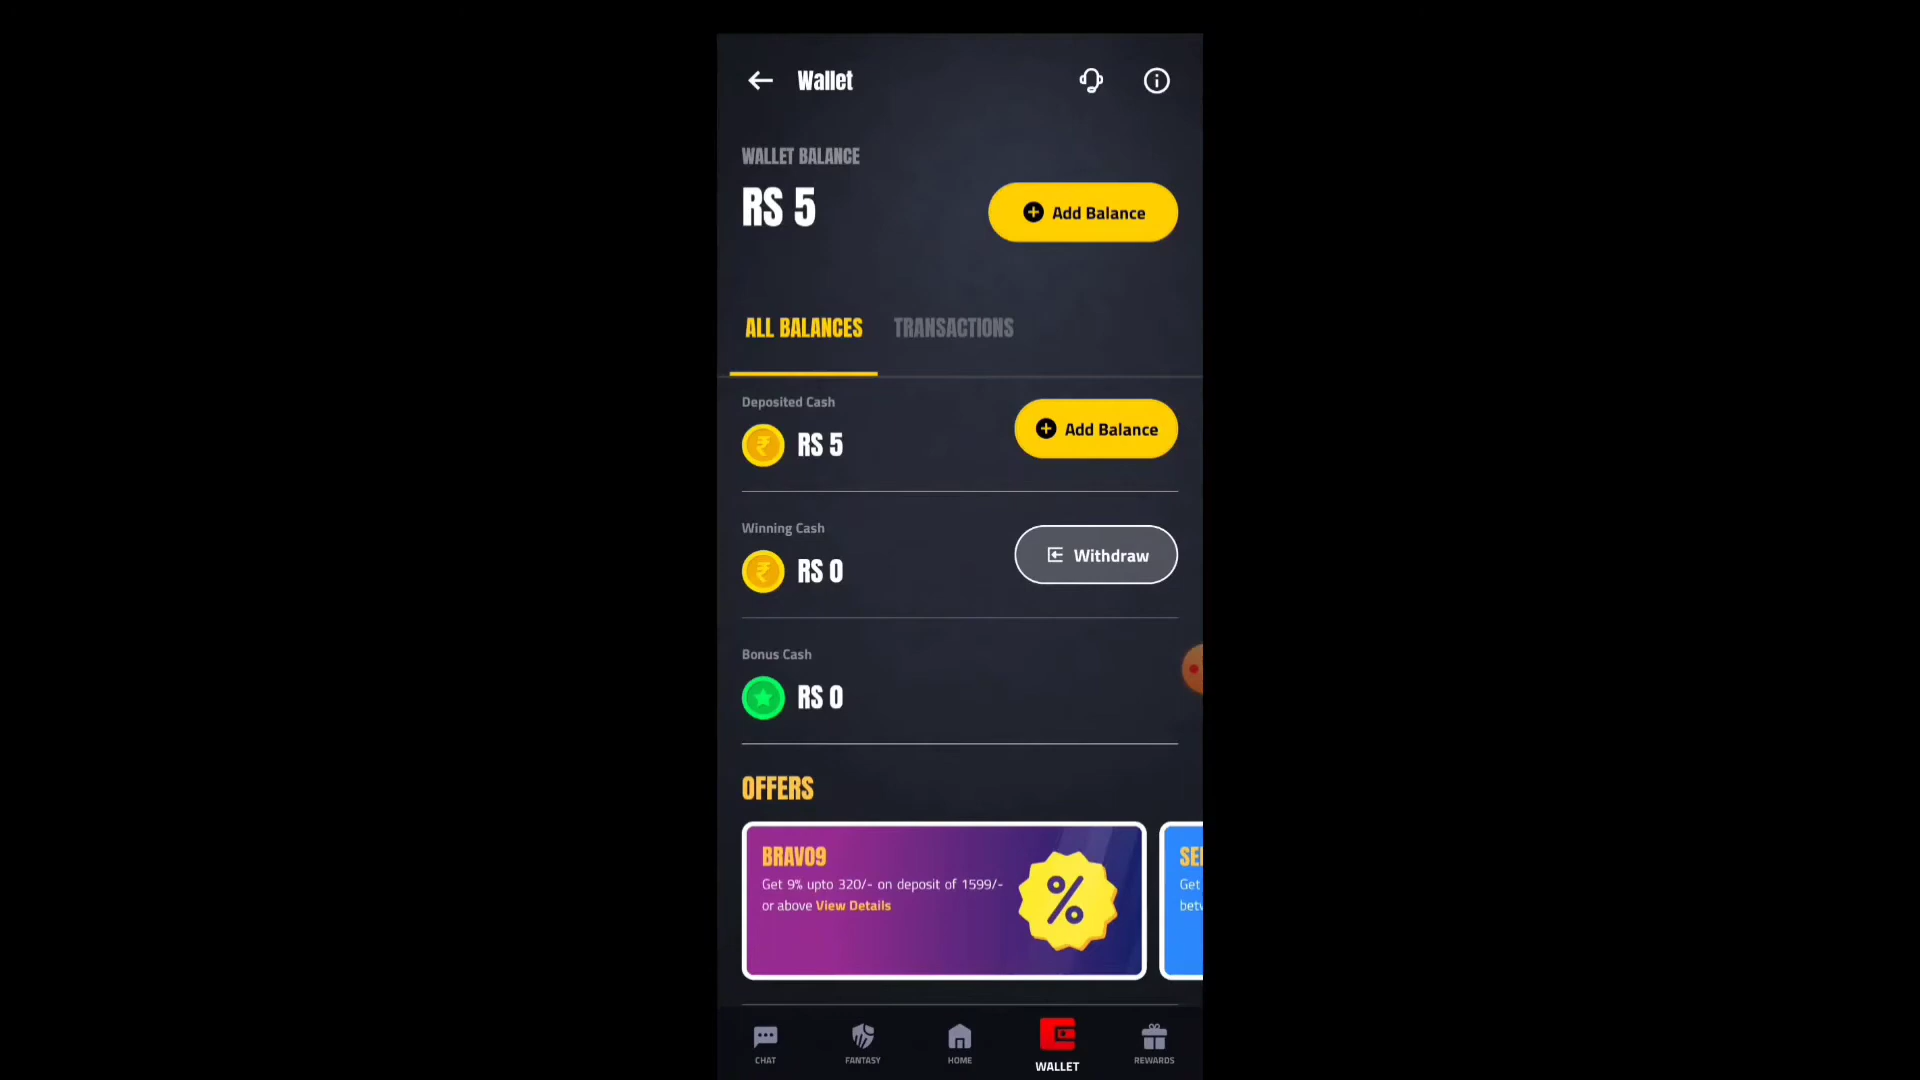 Wallet
WALLET BALANCE
RS 5
Add Balance
ALL BALANCES
TRANSACTIONS
Deposited Cash
₹ RS 5
Add Balance
Winning Cash
₹ RS 0
Withdraw
Bonus Cash
RS 0
OFFERS
BRAVO9
Get 9% upto 320/- on deposit of 1599/-
or above View Details
%
Get
CHAT
FANTASY
HOME
WALLET
REWARDS